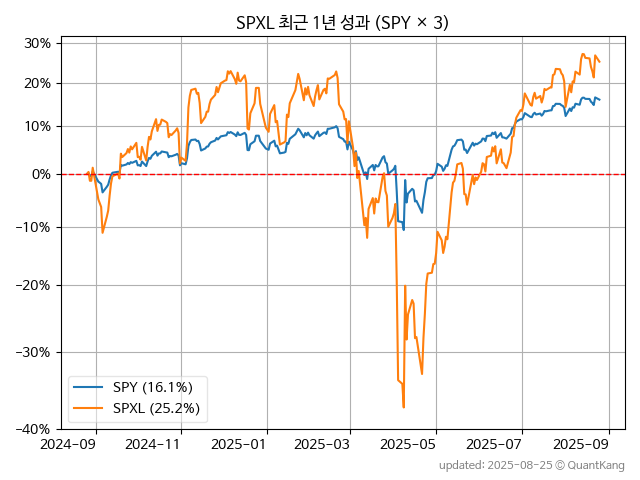 SPXL 최근 1년 성과 (SPY × 3)
30%
20%
10%
0%
−10%
−20%
−30%
−40%
SPY (16.1%)
SPXL (25.2%)
2024-09 2024-11 2025-01 2025-03 2025-05 2025-07 2025-09
updated: 2025-08-25 © QuantKang